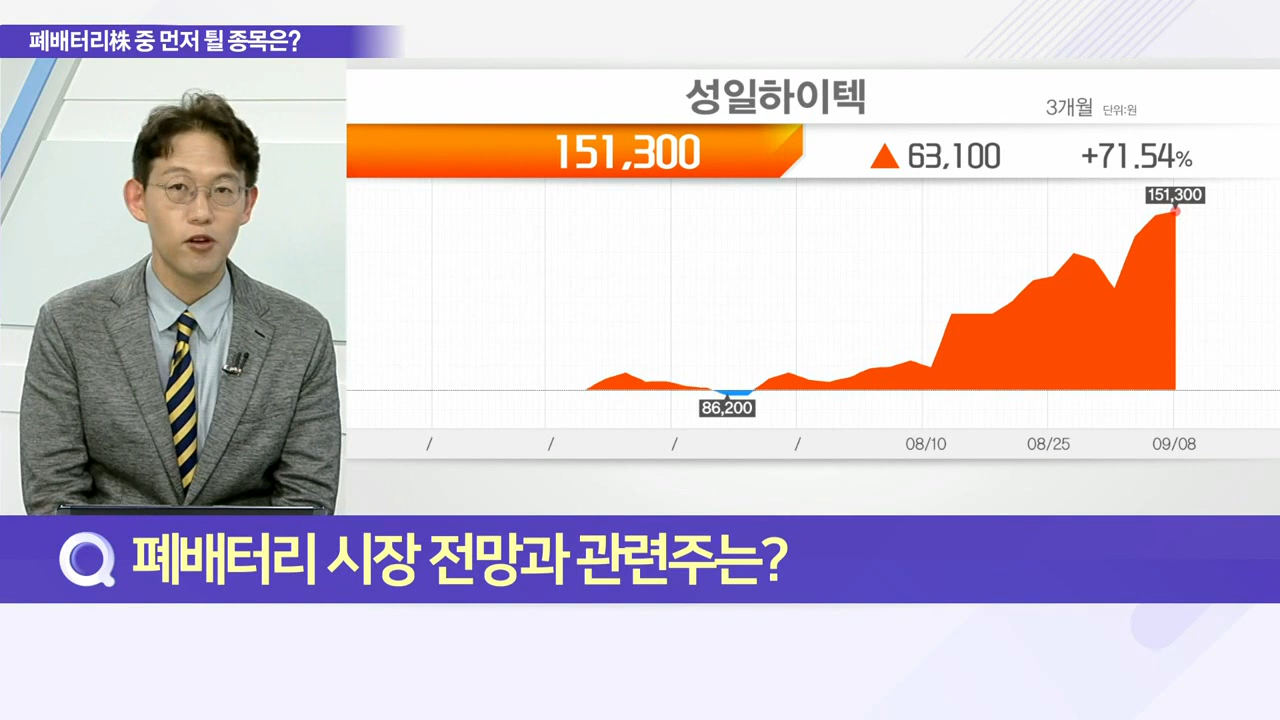 폐배터리株 중 먼저 튈 종목은?
성일하이텍
3개월 단위:원
151,300 ▲ 63,100 +71.54%
151,300
86,200
/ / / / 08/10 08/25 09/08
Q 폐배터리 시장 전망과 관련주는?